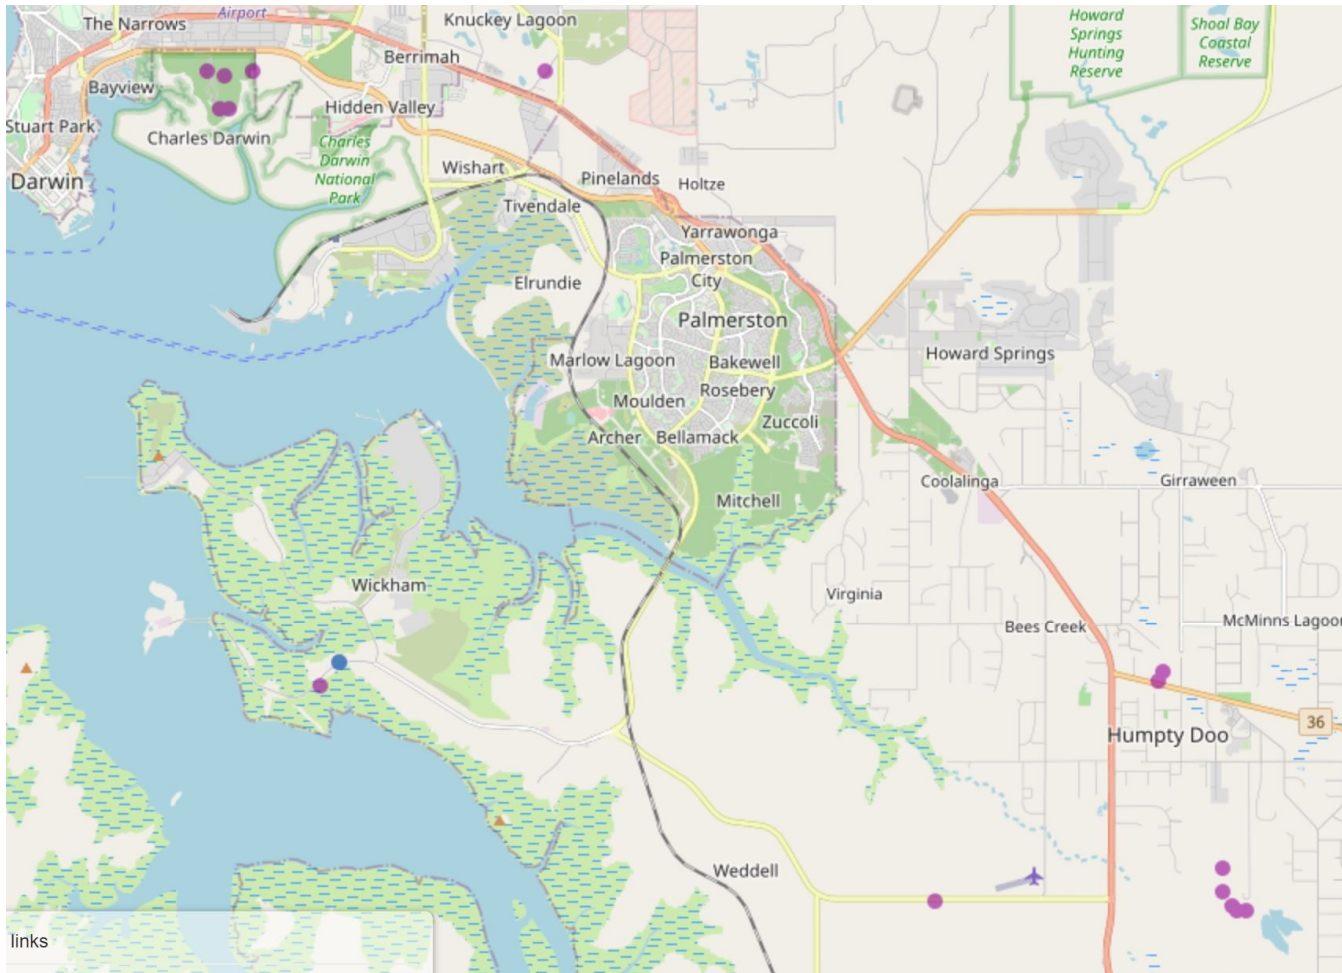 Airport
The Narrows
Knuckey Lagoon
Howard
Springs
Hunting
Reserve
Shoal Bay
Coastal
Reserve
Berrimah
Bayview
Hidden Valley
Stuart Park
Charles Darwin
Charles
Darwin
National
Park
Wishart
Pinelands
Holtze
Darwin
Tivendale
Yarrawonga
Palmerston
City
Elrundie
Palmerston
Marlow Lagoon
Bakewell
Howard Springs
Rosebery
Moulden
Zuccoli
Archer
Bellamack
Coolalinga
Girraween
Mitchell
Wickham
Virginia
Bees Creek
McMinns Lagoon
36
Humpty Doo
Weddell
links